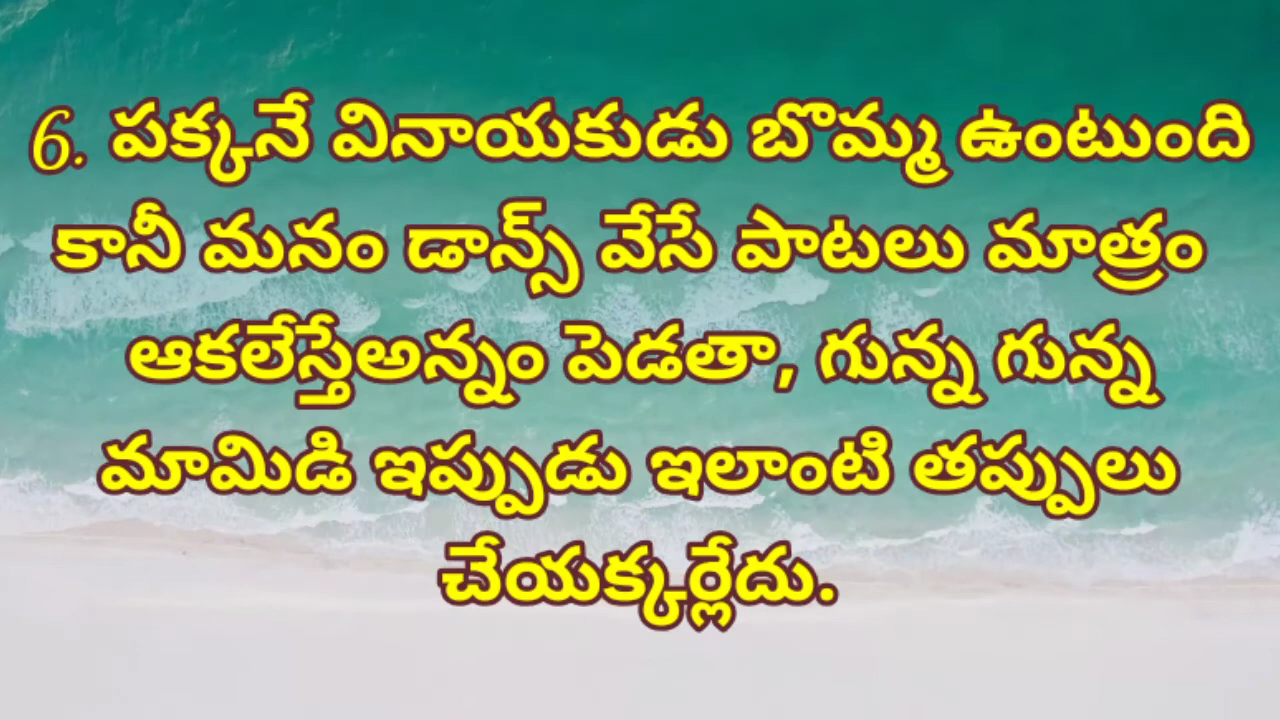 6. పక్కనే వినాయకుడు బొమ్మ ఉంటుంది
కానీ మనం డాన్స్ వేసే పాటలు మాత్రం
ఆకలేస్తేఅన్నం పెడతా, గున్న గున్న
మామిడి ఇప్పుడు ఇలాంటి తప్పులు
చేయక్కర్లేదు.